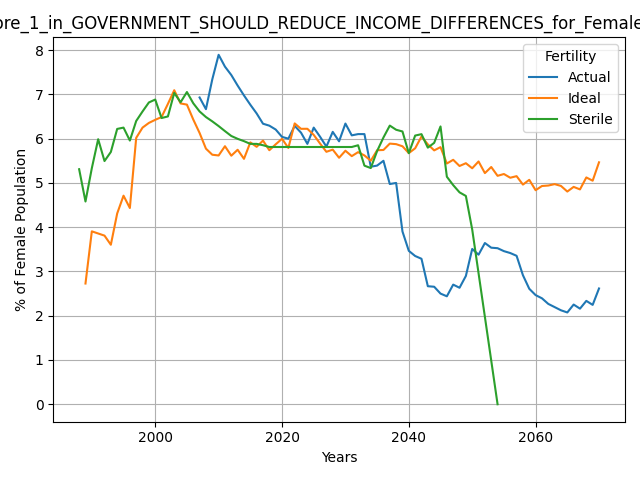 ore_1_in_GOVERNMENT_SHOULD_REDUCE_INCOME_DIFFERENCES_for_Female
Fertility
Actual
Ideal
Sterile
% of Female Population
8
7
6
5
4
3
2
1
0
2000 2020 2040 2060
Years